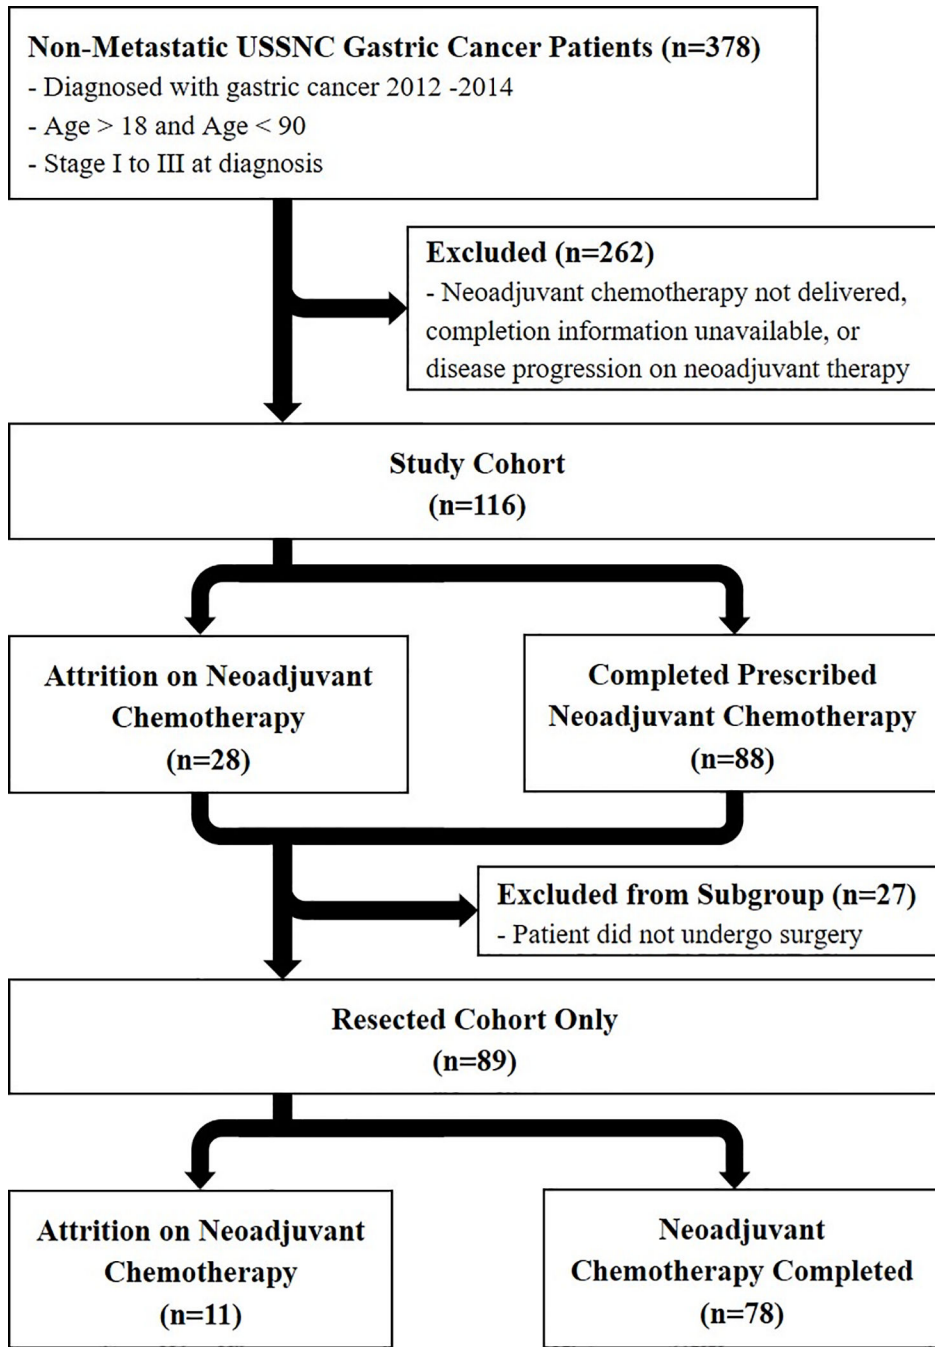 Non-Metastatic USSNC Gastric Cancer Patients (n=378)
- Diagnosed with gastric cancer 2012 -2014
- Age > 18 and Age < 90
- Stage I to III at diagnosis
Excluded (n=262)
- Neoadjuvant chemotherapy not delivered,
completion information unavailable, or
disease progression on neoadjuvant therapy
Study Cohort
(n=116)
Attrition on Neoadjuvant
Chemotherapy
(n=28)
Completed Prescribed
Neoadjuvant Chemotherapy
(n=88)
Excluded from Subgroup (n=27)
- Patient did not undergo surgery
Resected Cohort Only
(n=89)
Attrition on Neoadjuvant
Chemotherapy
(n=11)
Neoadjuvant
Chemotherapy Completed
(n=78)